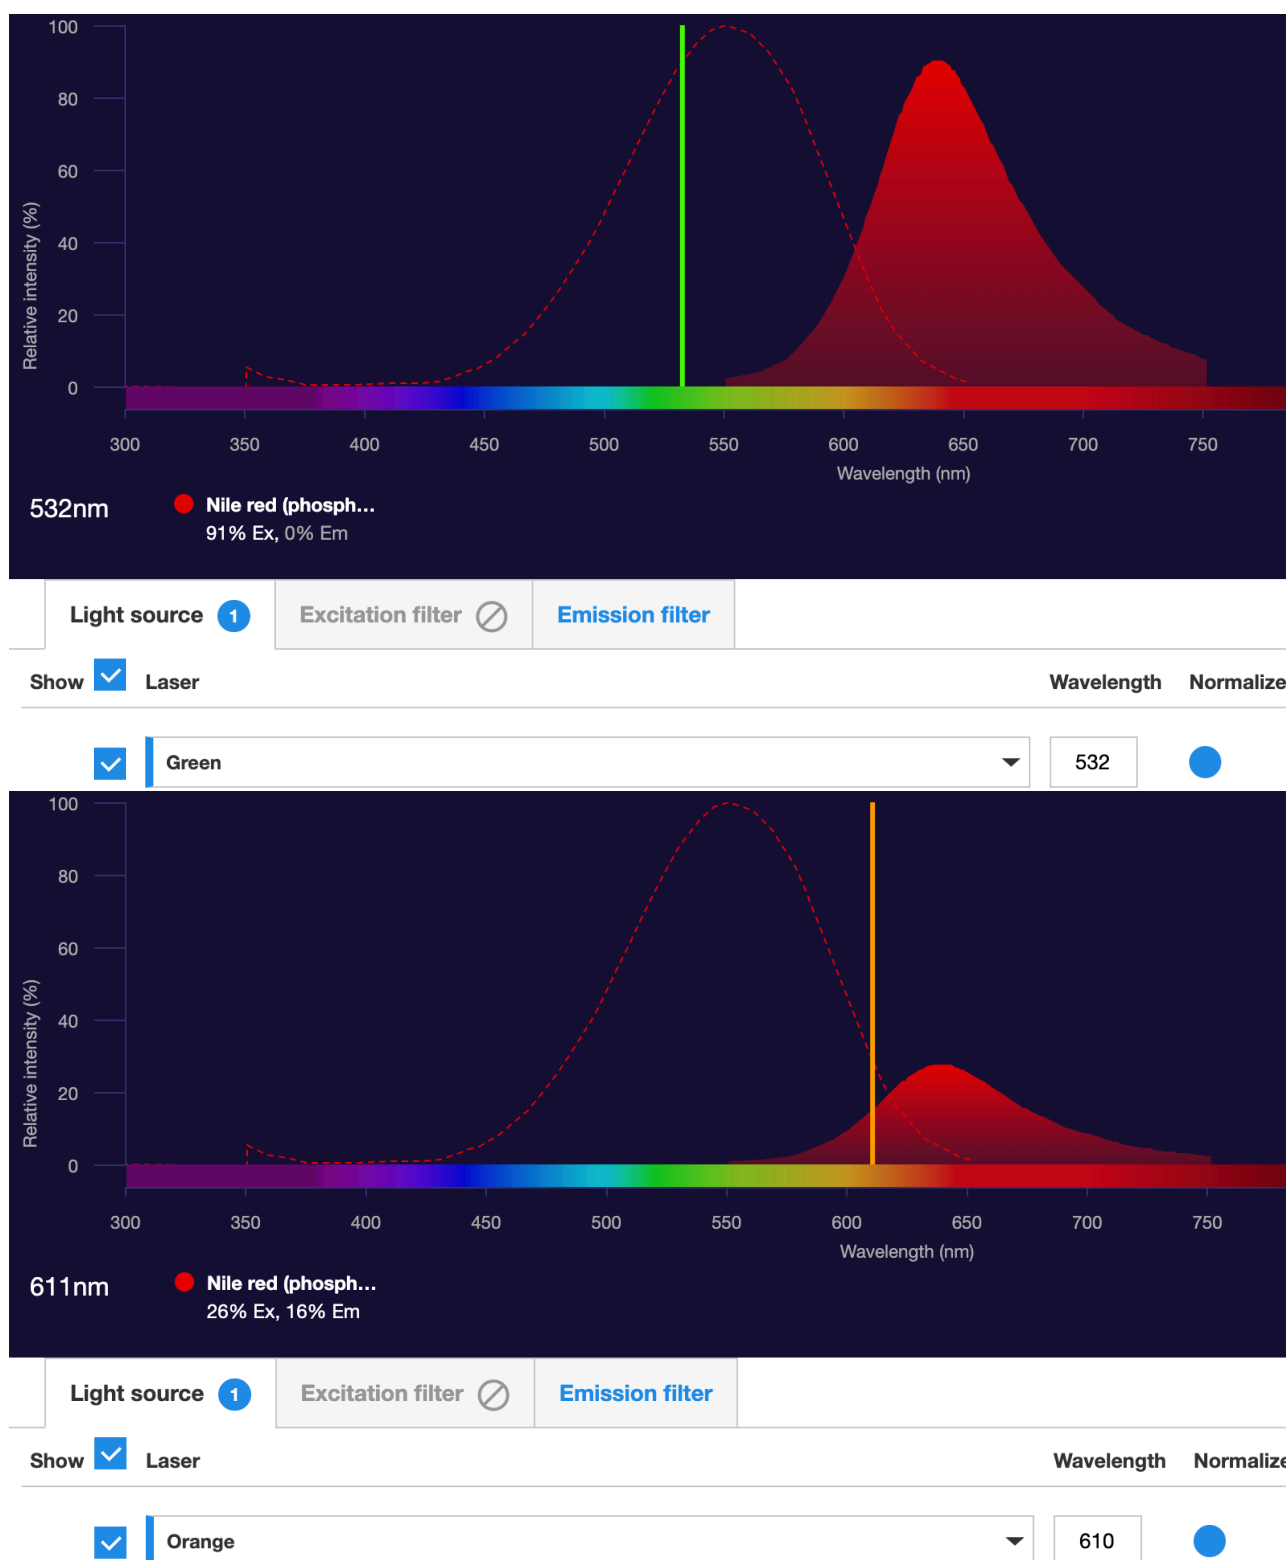 100
80
60
40
20
0
Relative intensity (%)
300 350 400 450 500 550 600 650 700 750
Wavelength (nm)
532nm
Nile red (phosph...
91% Ex, 0% Em
Light source 1 Excitation filter Emission filter
Show Laser Wavelength Normalize
Green 532
100
80
60
40
20
0
Relative intensity (%)
300 350 400 450 500 550 600 650 700 750
Wavelength (nm)
611nm
Nile red (phosph...
26% Ex, 16% Em
Light source 1 Excitation filter Emission filter
Show Laser Wavelength Normalize
Orange 610